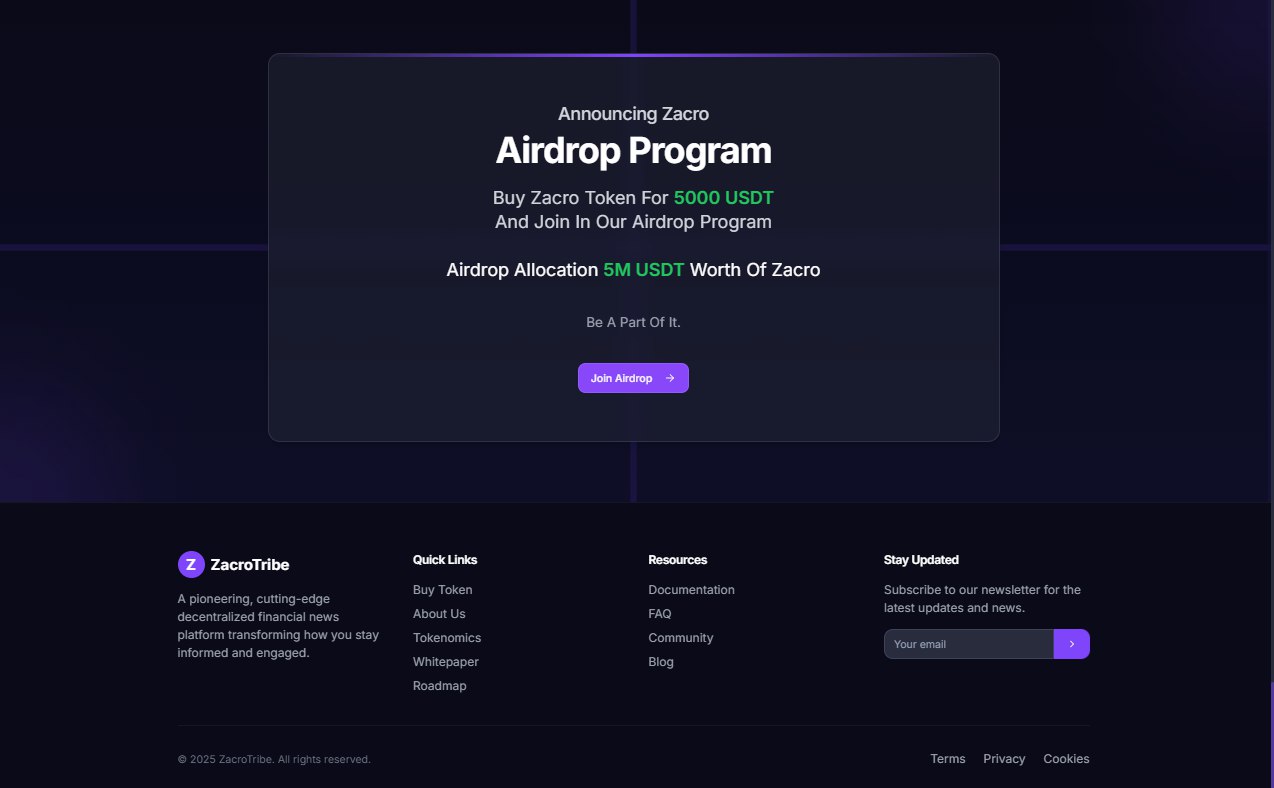 Announcing Zacro
Airdrop Program
Buy Zacro Token For 5000 USDT
And Join In Our Airdrop Program
Airdrop Allocation 5M USDT Worth Of Zacro
Be A Part Of It.
Join Airdrop
Z ZacroTribe
A pioneering, cutting-edge
decentralized financial news
platform transforming how you stay
informed and engaged.
Quick Links
Buy Token
About Us
Tokenomics
Whitepaper
Roadmap
Resources
Documentation
FAQ
Community
Blog
Stay Updated
Subscribe to our newsletter for the
latest updates and news.
Your email
© 2025 ZacroTribe. All rights reserved.
Terms Privacy Cookies